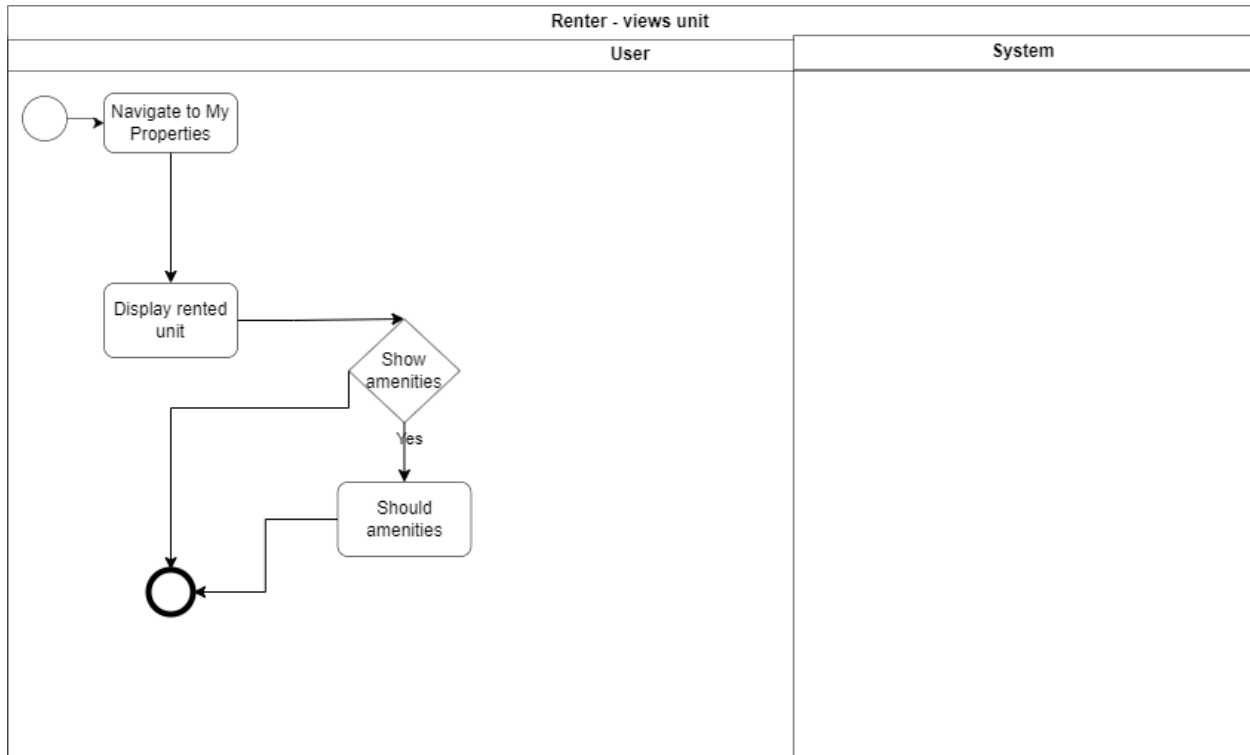 Renter - views unit
User
System
Navigate to My
Properties
Display rented
unit
Show
amenities
Yes
Should
amenities